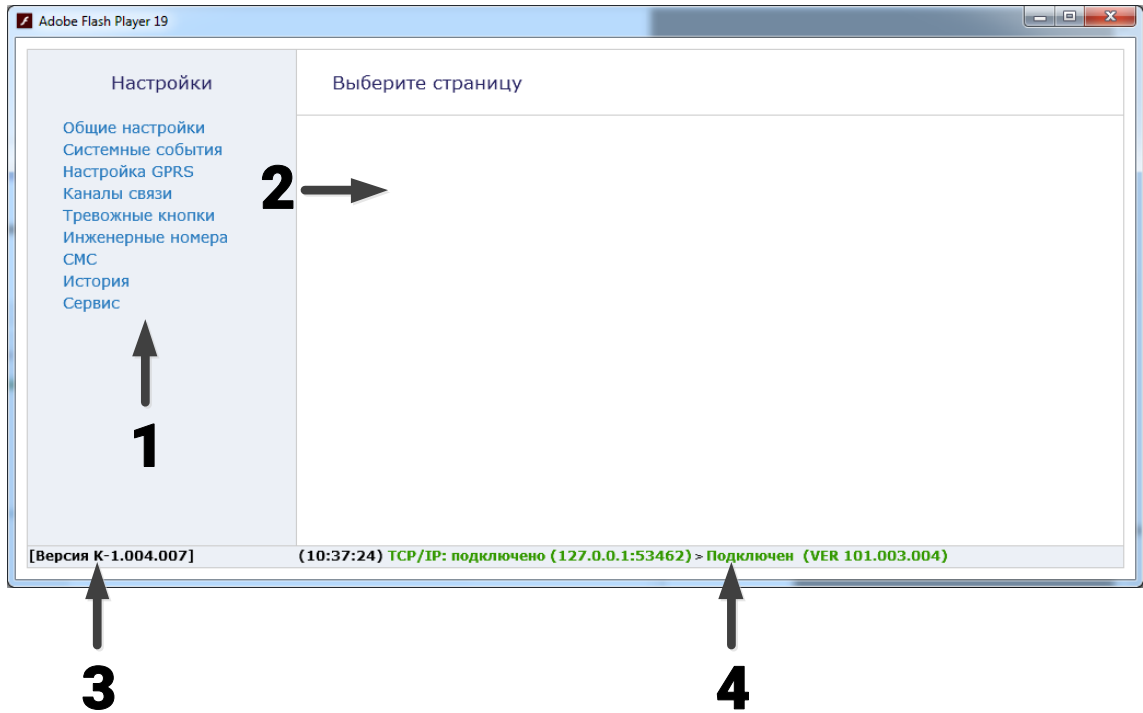 Adobe Flash Player 19
Настройки
Выберите страницу
Общие настройки
Системные события
Настройка GPRS
Каналы связи
Тревожные кнопки
Инженерные номера
СМС
История
Сервис
2
1
[Версия К-1.004.007]
(10:37:24) TCP/IP: подключено (127.0.0.1:53462) > Подключен (VER 101.003.004)
3
4